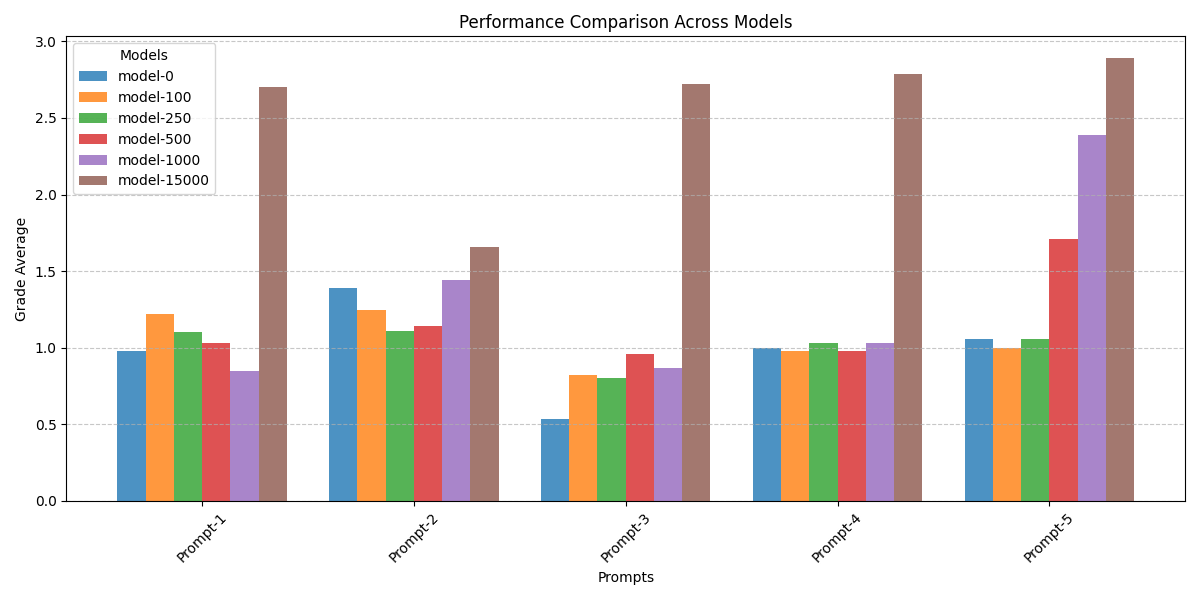 Performance Comparison Across Models
3.0
2.5
2.0
1.5
1.0
0.5
0.0
Grade Average
Models
model-0
model-100
model-250
model-500
model-1000
model-15000
Prompt-1
Prompt-2
Prompt-3
Prompt-4
Prompt-5
Prompts